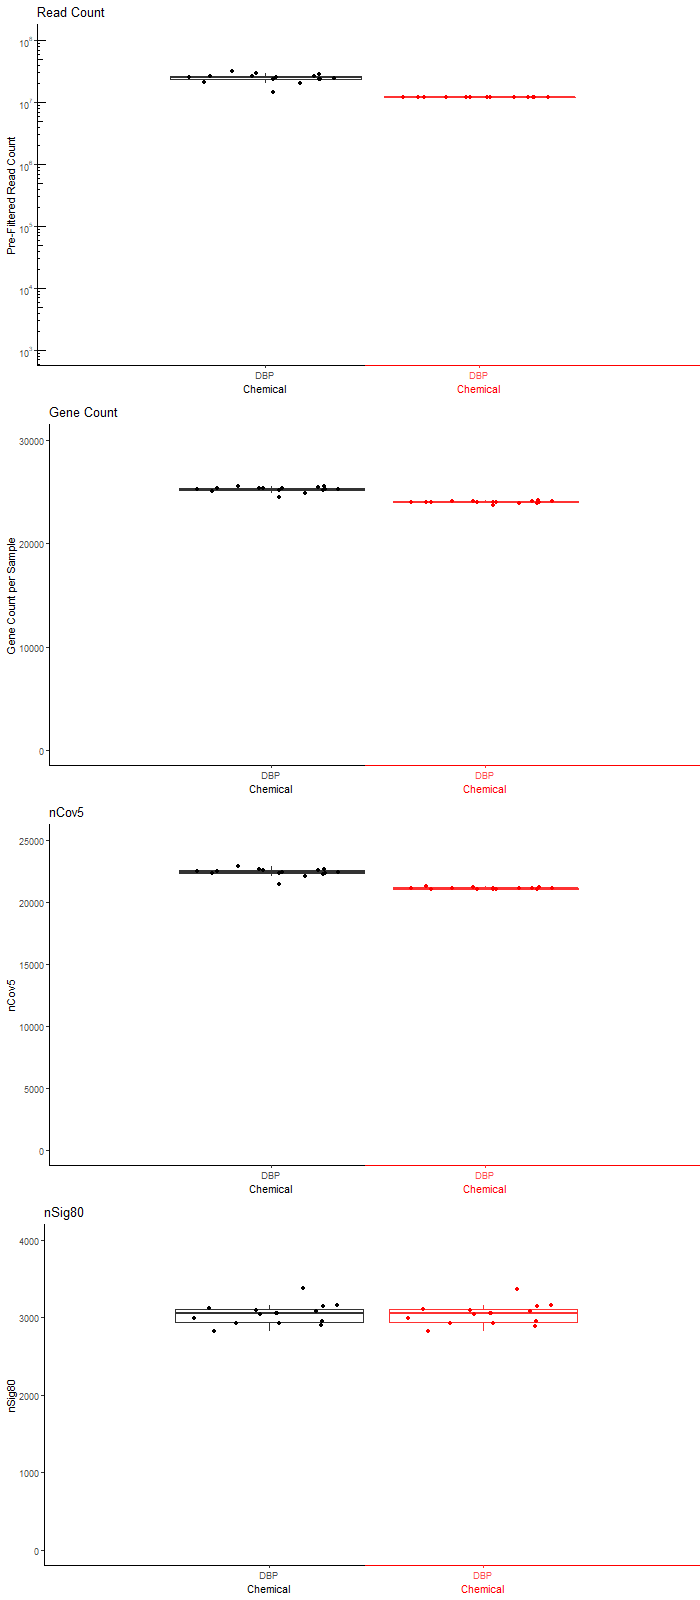 Read Count
Pre-Filtered Read Count
10^8
10^7
10^6
10^5
10^4
10^3
DBP DBP
Chemical Chemical
Gene Count
Gene Count per Sample
30000
20000
10000
0
DBP DBP
Chemical Chemical
nCov5
nCov5
25000
20000
15000
10000
5000
0
DBP DBP
Chemical Chemical
nSig80
nSig80
4000
3000
2000
1000
0
DBP DBP
Chemical Chemical